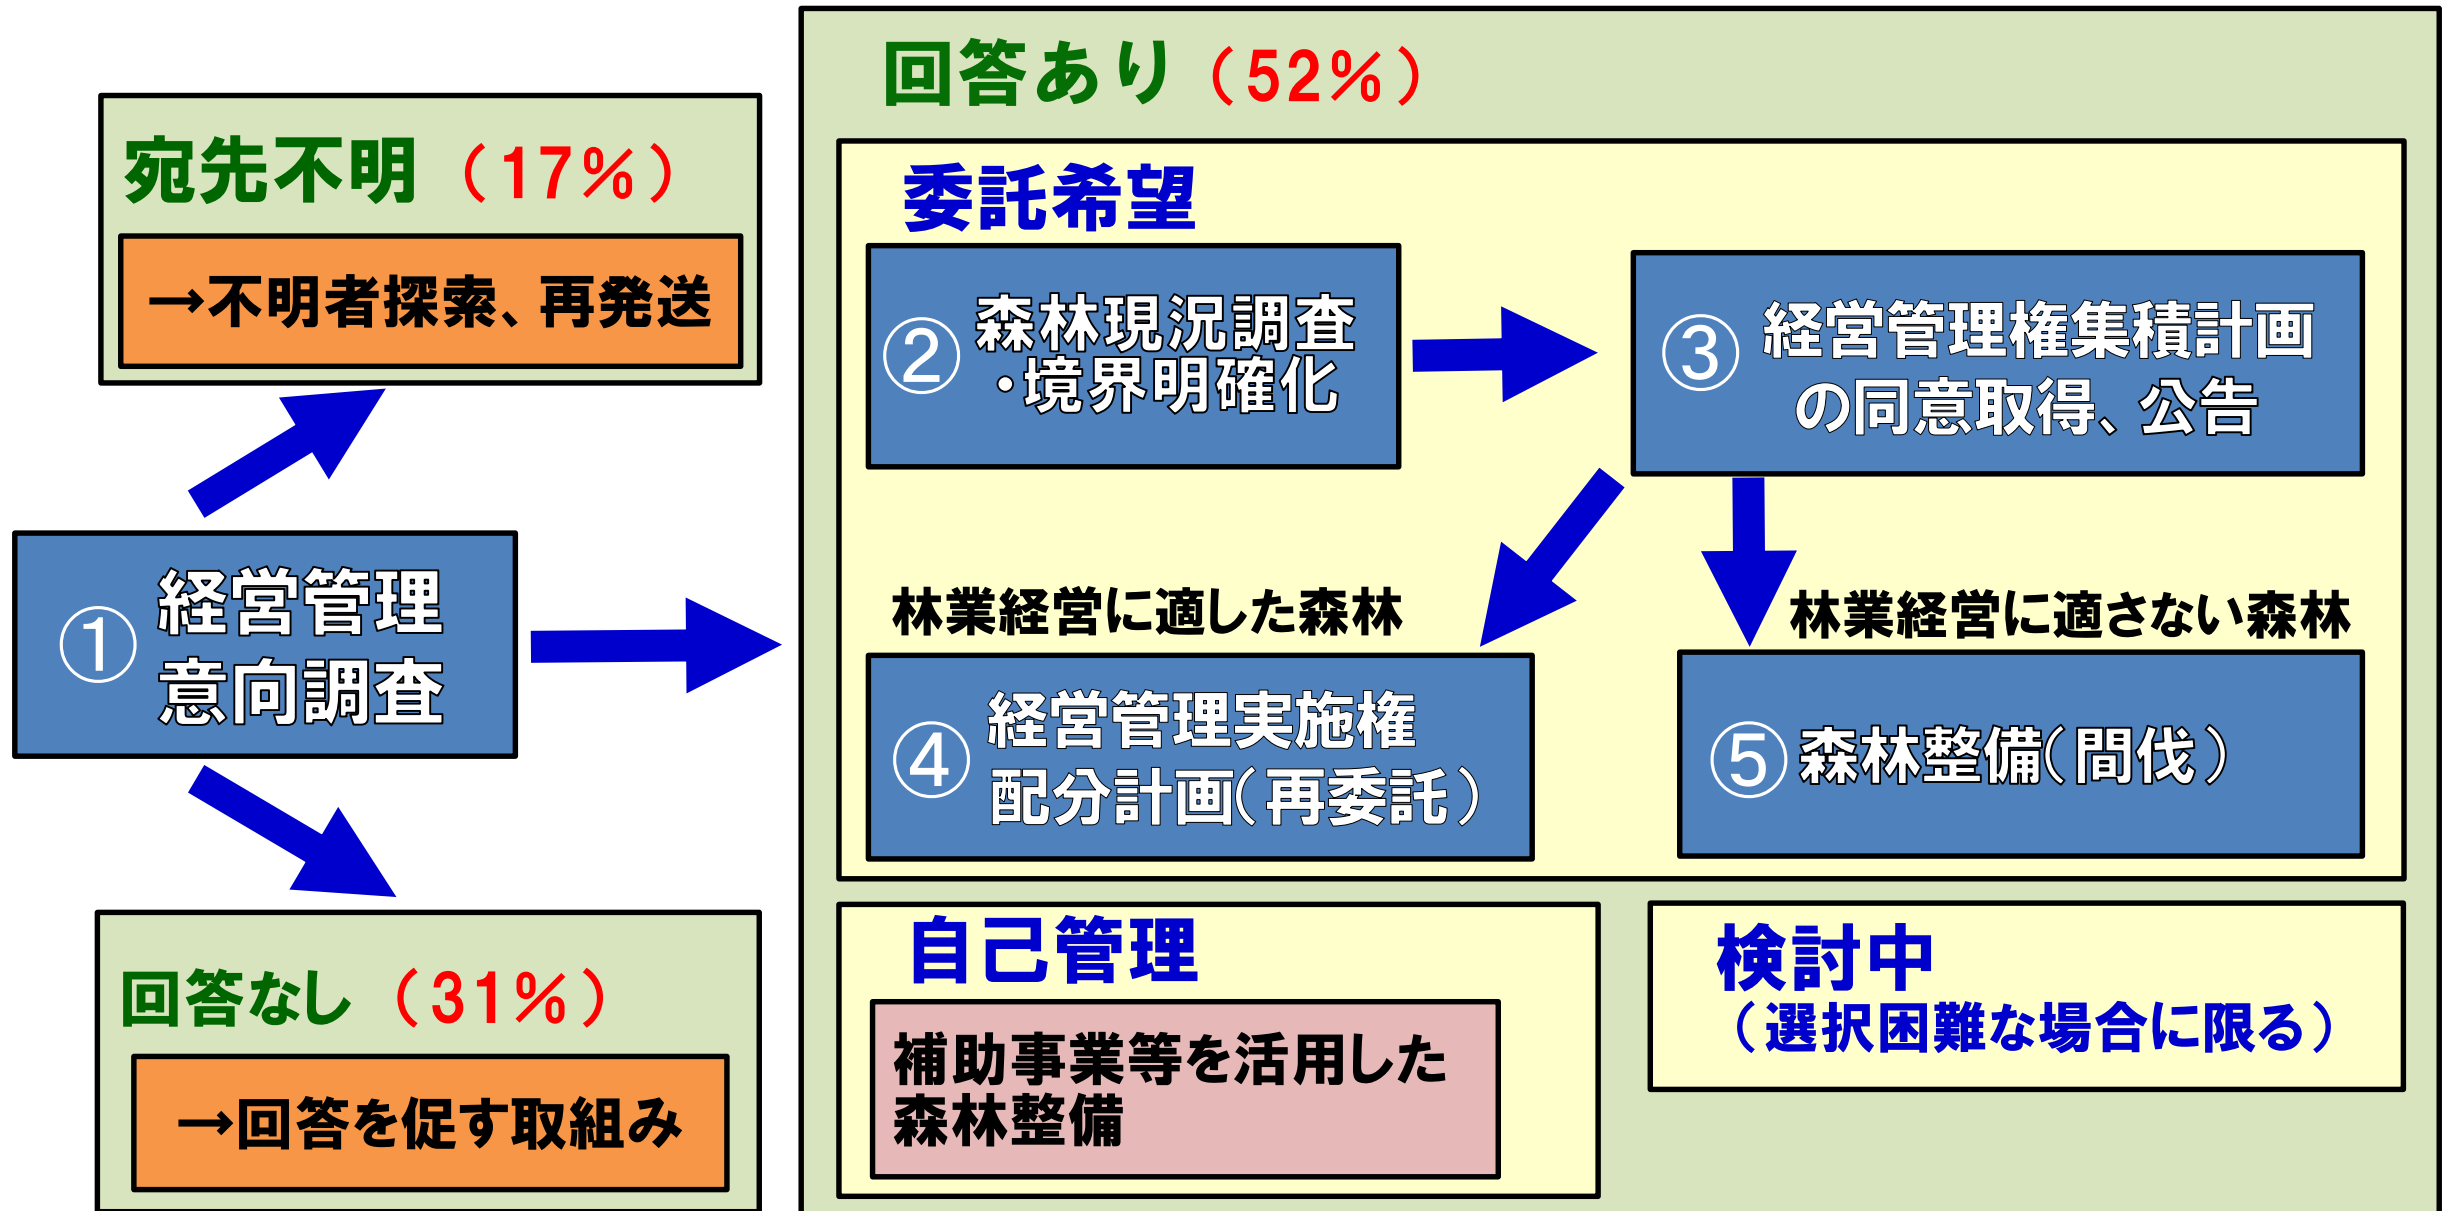 ①
経営管理
意向調査
宛先不明（17％）
→不明者探索、再発送
回答なし（31％）
→回答を促す取組み
回答あり（52％）
委託希望
②
森林現況調査
・境界明確化
③
経営管理権集積計画
の同意取得、公告
林業経営に適した森林
④
経営管理実施権
配分計画（再委託）
林業経営に適さない森林
⑤
森林整備（間伐）
自己管理
補助事業等を活用した
森林整備
検討中
（選択困難な場合に限る）